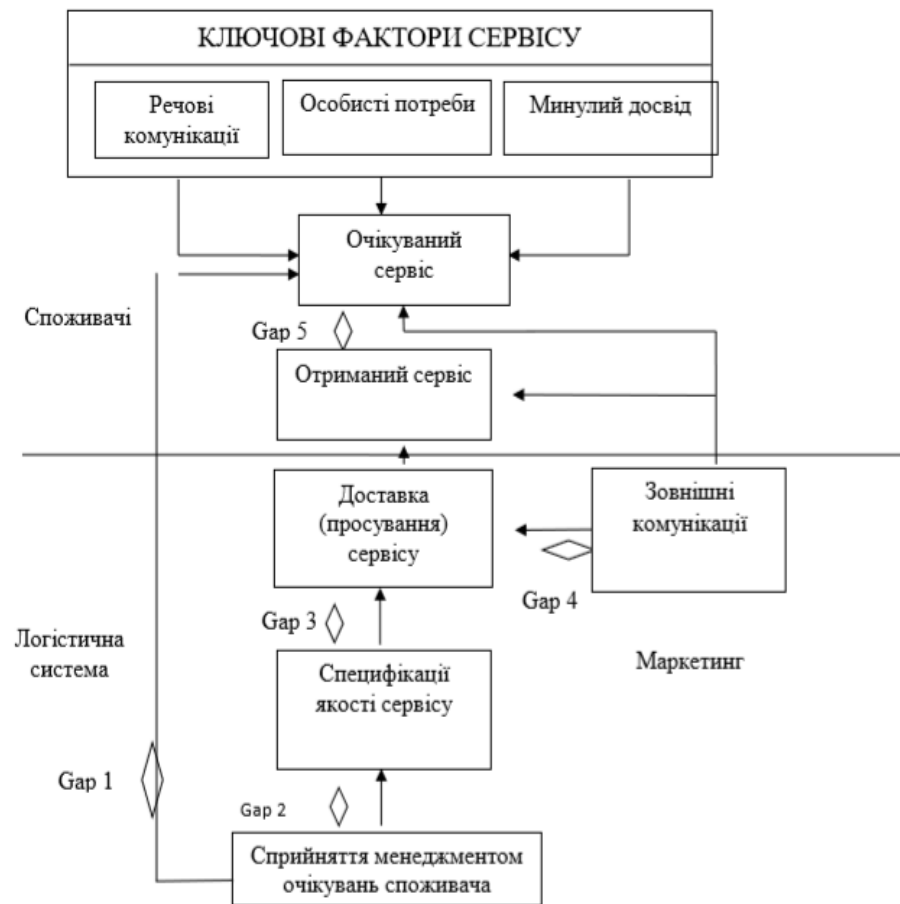 КЛЮЧОВІ ФАКТОРИ СЕРВІСУ
Речові
комунікації
Особисті потреби
Минулий досвід
Очікуваний
сервіс
Споживачі
Gap 5
Отриманий сервіс
Доставка
(просування)
сервісу
Зовнішні
комунікації
Gap 4
Gap 3
Логістична
система
Маркетинг
Специфікації
якості сервісу
Gap 1
Gap 2
Сприйняття менеджментом
очікувань споживача